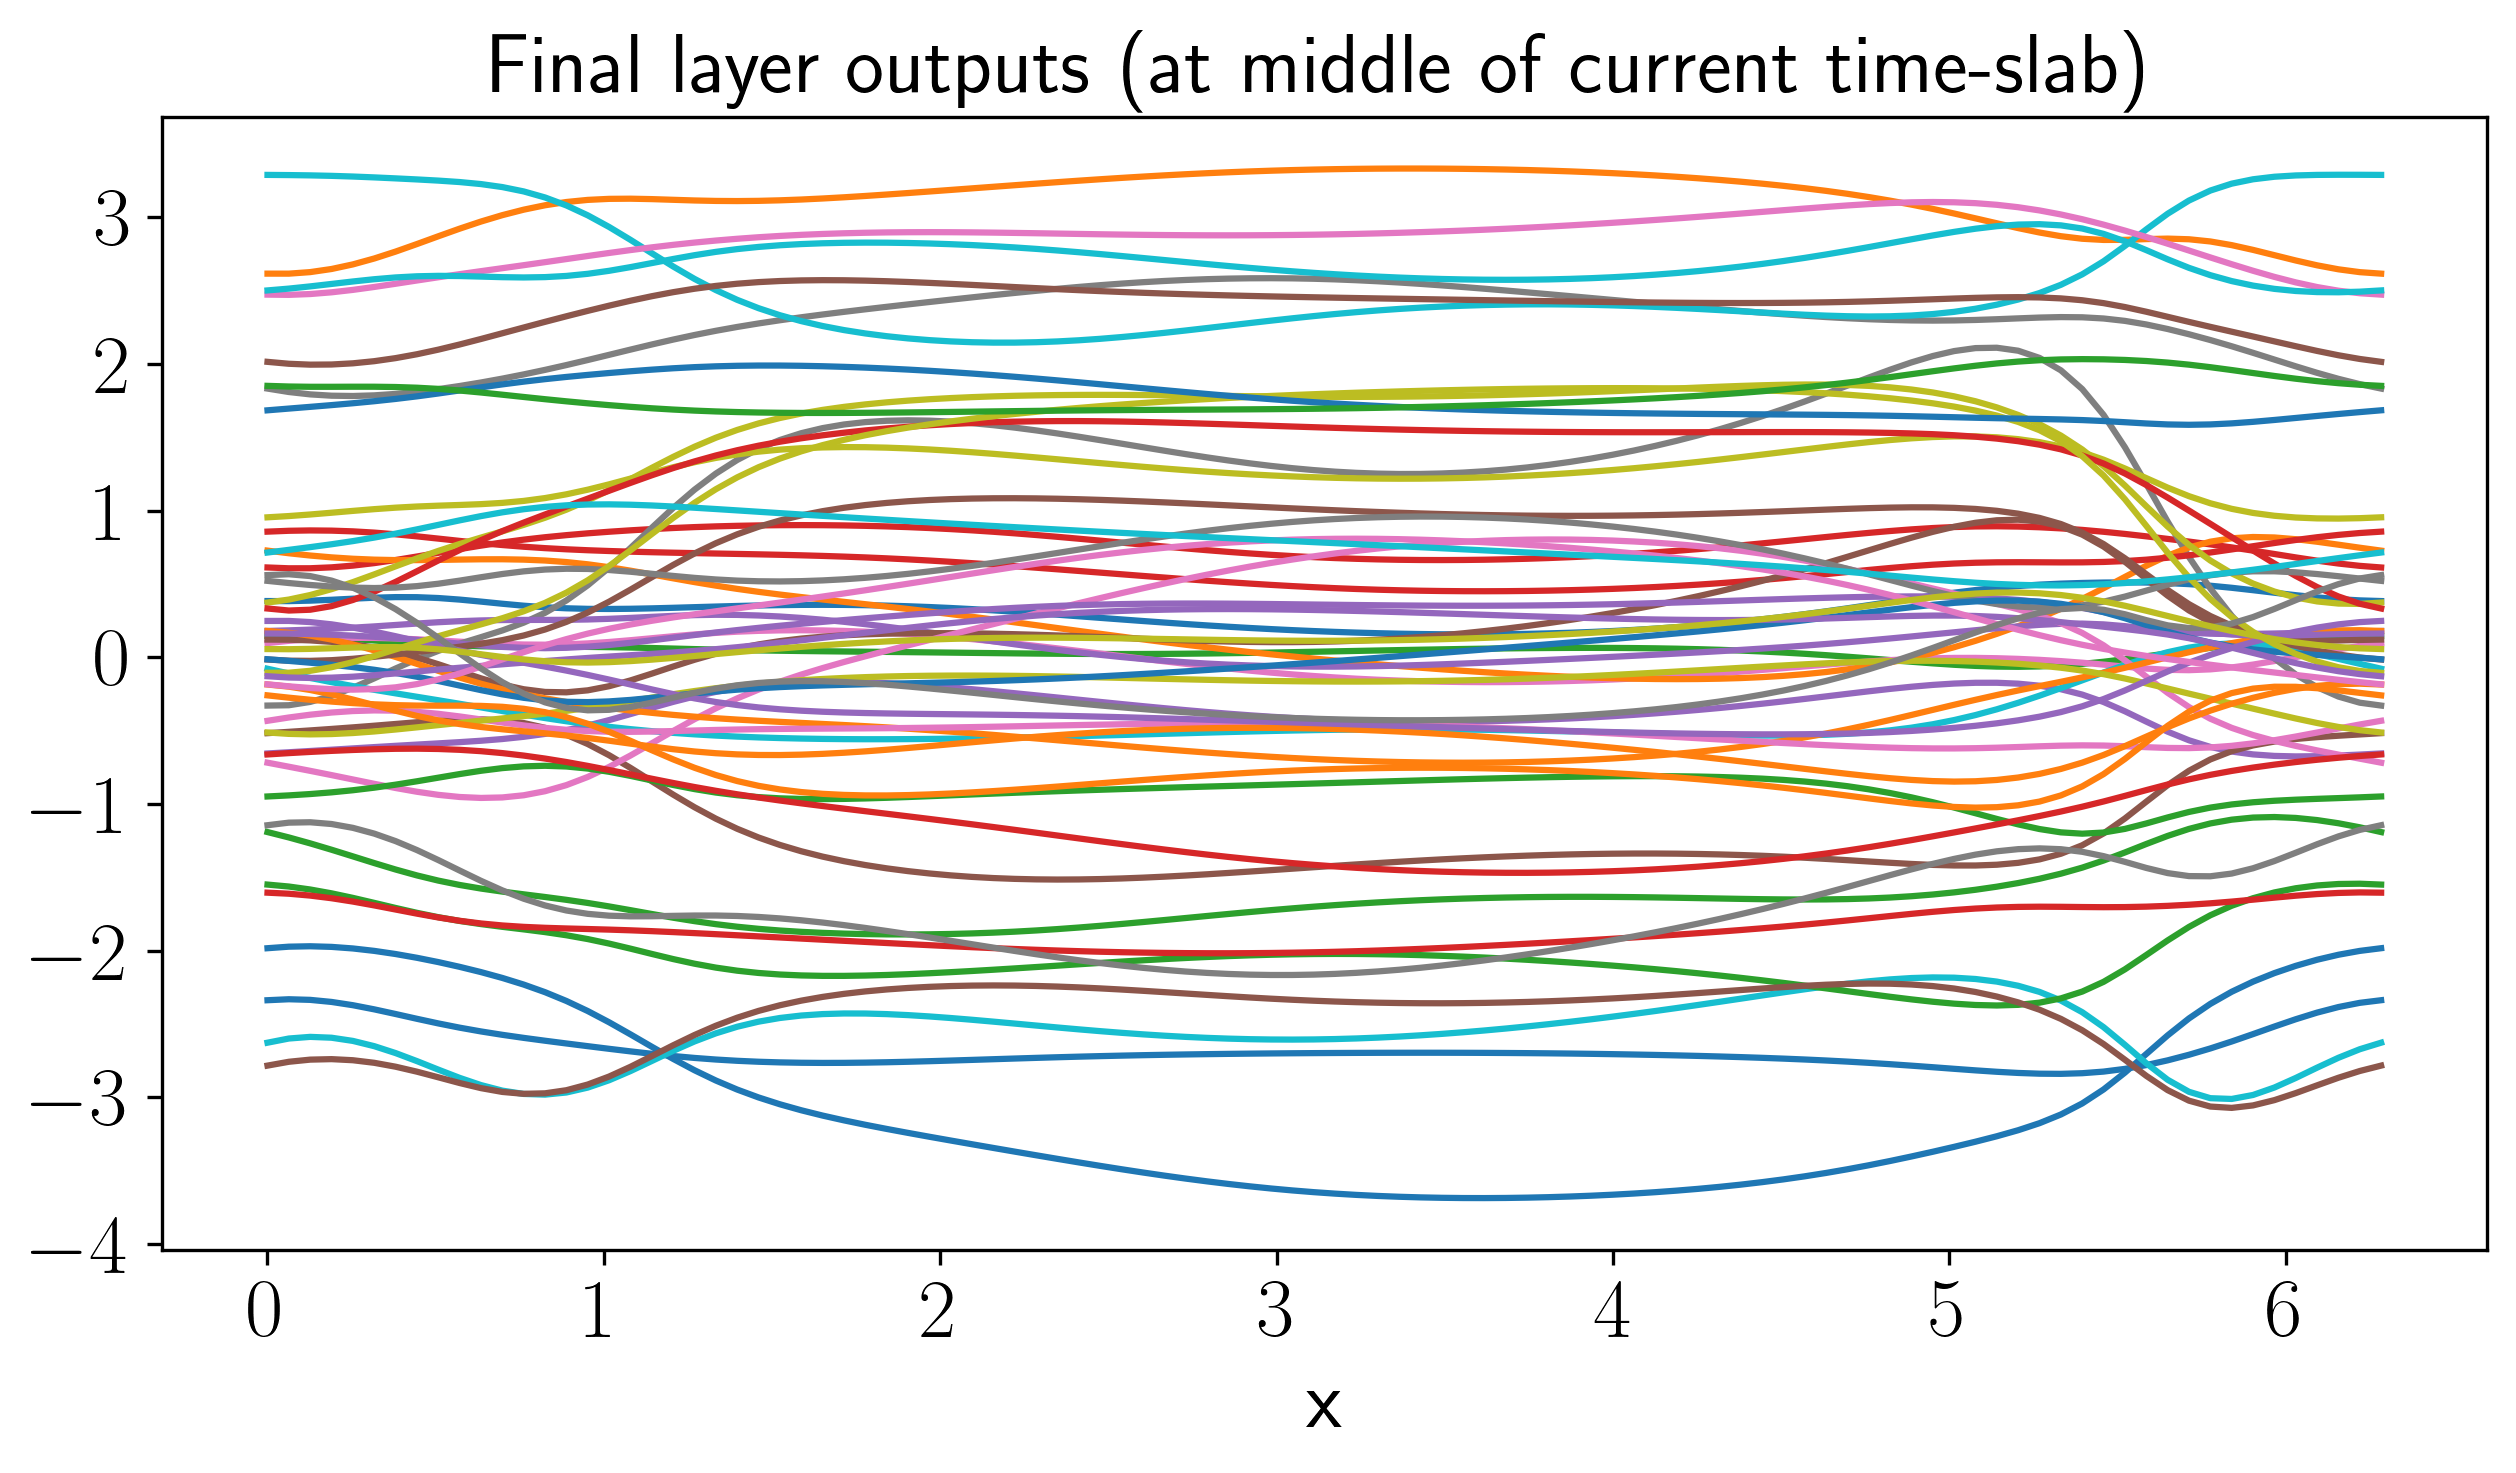 Final layer outputs (at middle of current time-slab)
3
2
1
0
−1
−2
−3
−4
0 1 2 3 4 5 6
x